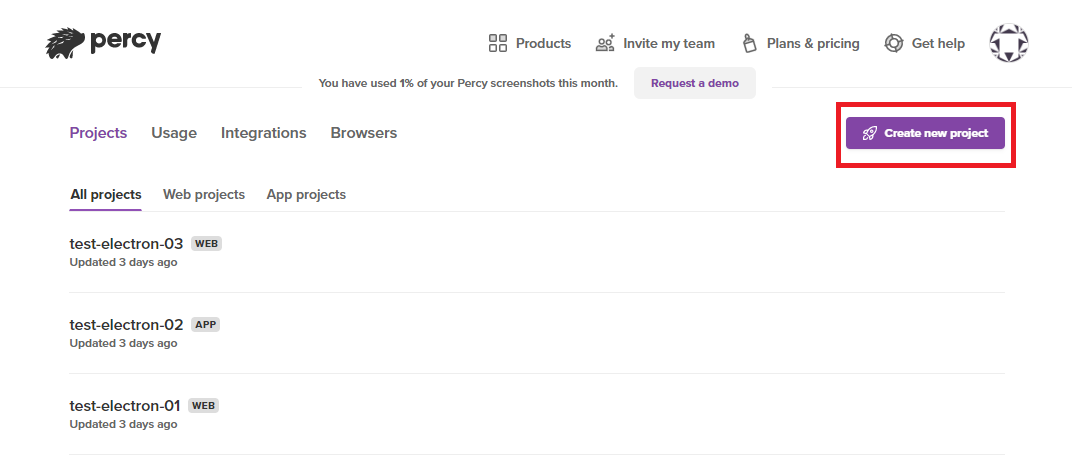 percy
Products Invite my team Plans & pricing Get help
You have used 1% of your Percy screenshots this month. Request a demo
Projects Usage Integrations Browsers Create new project
All projects Web projects App projects
test-electron-03 WEB
Updated 3 days ago
test-electron-02 APP
Updated 3 days ago
test-electron-01 WEB
Updated 3 days ago